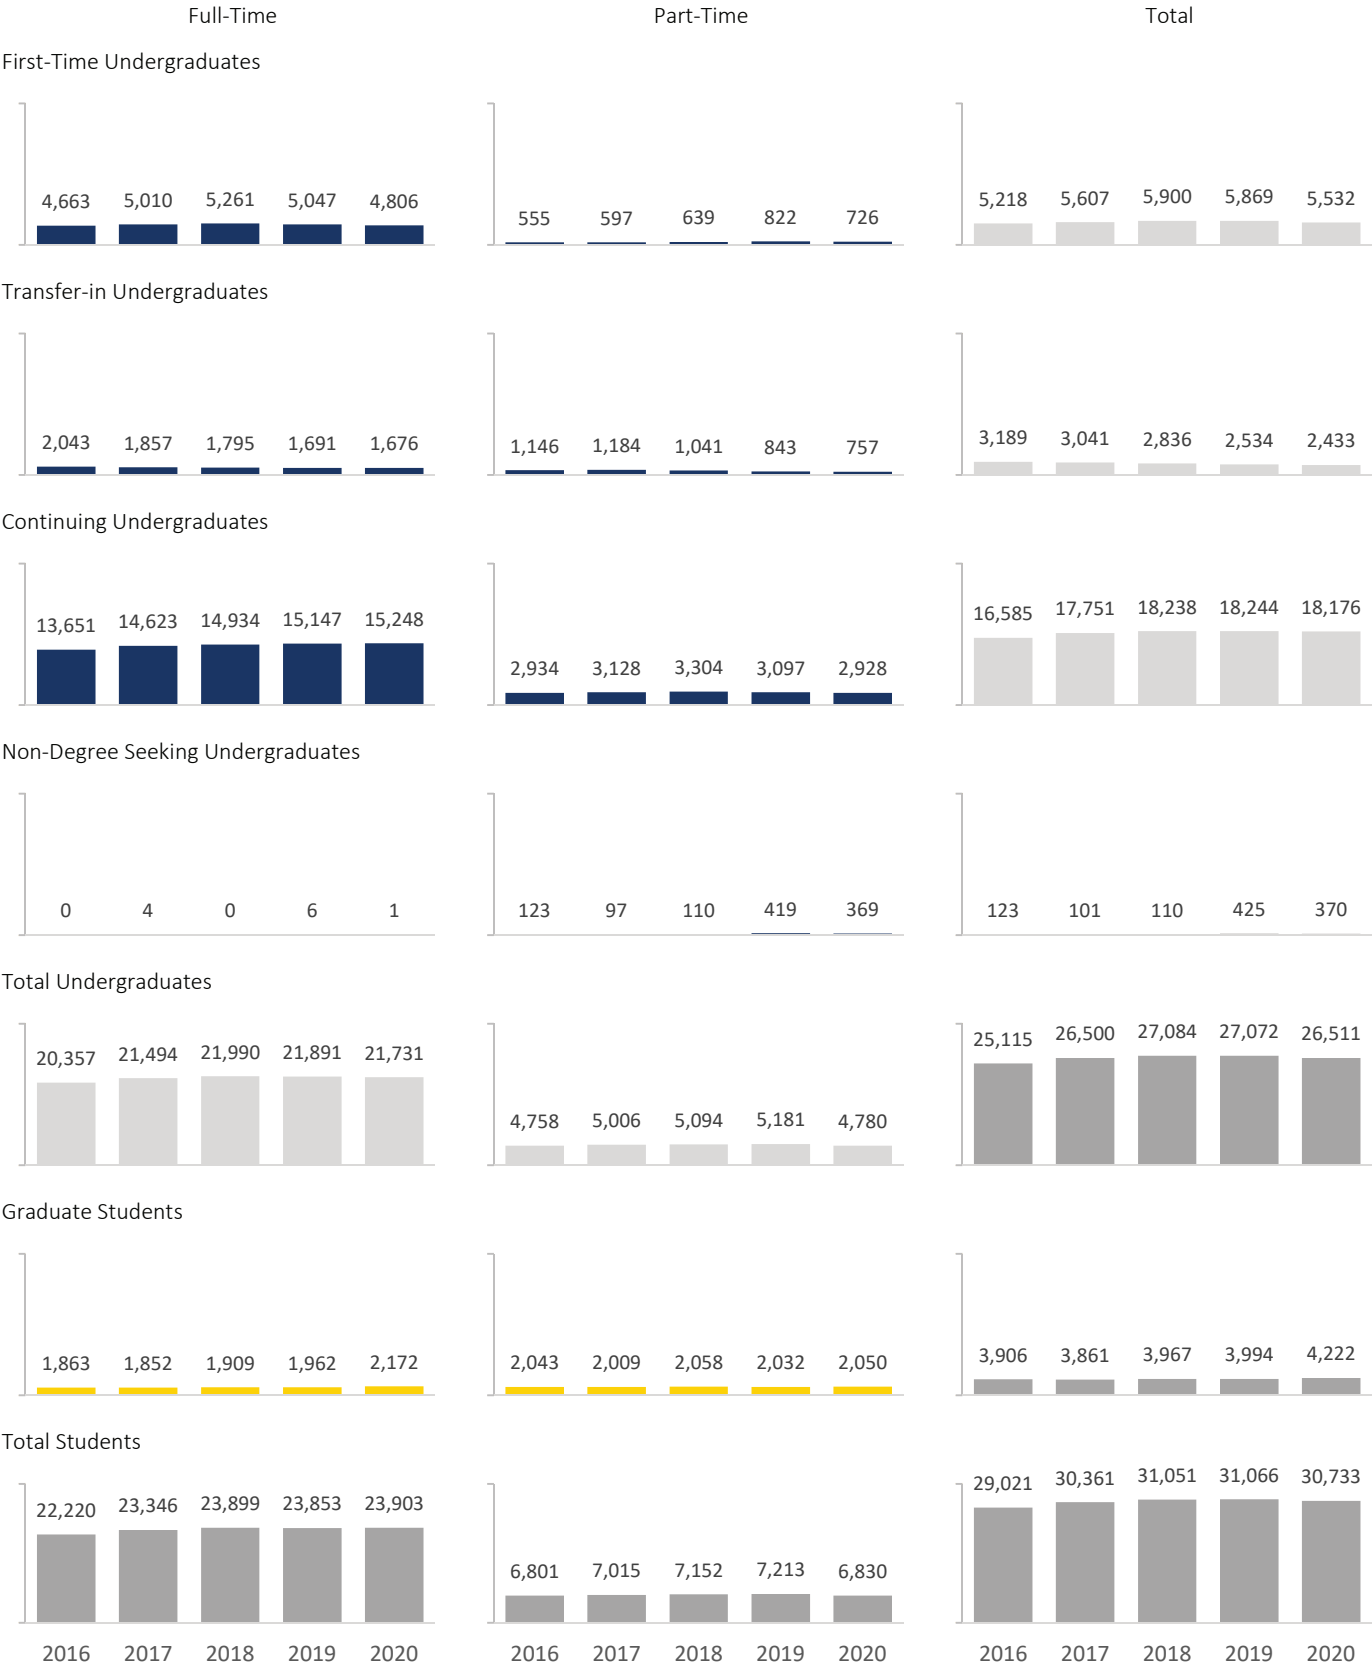 Full-Time Part-Time Total
First-Time Undergraduates
4,663 5,010 5,261 5,047 4,806 555 597 639 822 726 5,218 5,607 5,900 5,869 5,532
Transfer-in Undergraduates
2,043 1,857 1,795 1,691 1,676 1,146 1,184 1,041 843 757 3,189 3,041 2,836 2,534 2,433
Continuing Undergraduates
13,651 14,623 14,934 15,147 15,248 2,934 3,128 3,304 3,097 2,928 16,585 17,751 18,238 18,244 18,176
Non-Degree Seeking Undergraduates
0 4 0 6 1 123 97 110 419 369 123 101 110 425 370
Total Undergraduates
20,357 21,494 21,990 21,891 21,731 4,758 5,006 5,094 5,181 4,780 25,115 26,500 27,084 27,072 26,511
Graduate Students
1,863 1,852 1,909 1,962 2,172 2,043 2,009 2,058 2,032 2,050 3,906 3,861 3,967 3,994 4,222
Total Students
22,220 23,346 23,899 23,853 23,903 6,801 7,015 7,152 7,213 6,830 29,021 30,361 31,051 31,066 30,733
2016 2017 2018 2019 2020 2016 2017 2018 2019 2020 2016 2017 2018 2019 2020